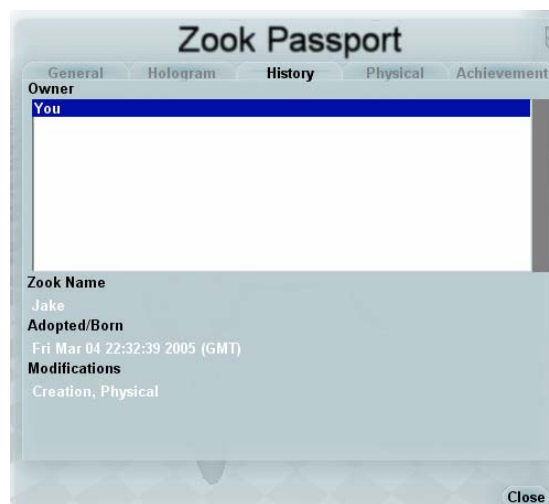 Zook Passport
General Hologram History Physical Achievement
Owner
You
Zook Name
Jake
Adopted/Born
Fri Mar 04 22:32:39 2005 (GMT)
Modifications
Creation, Physical
Close